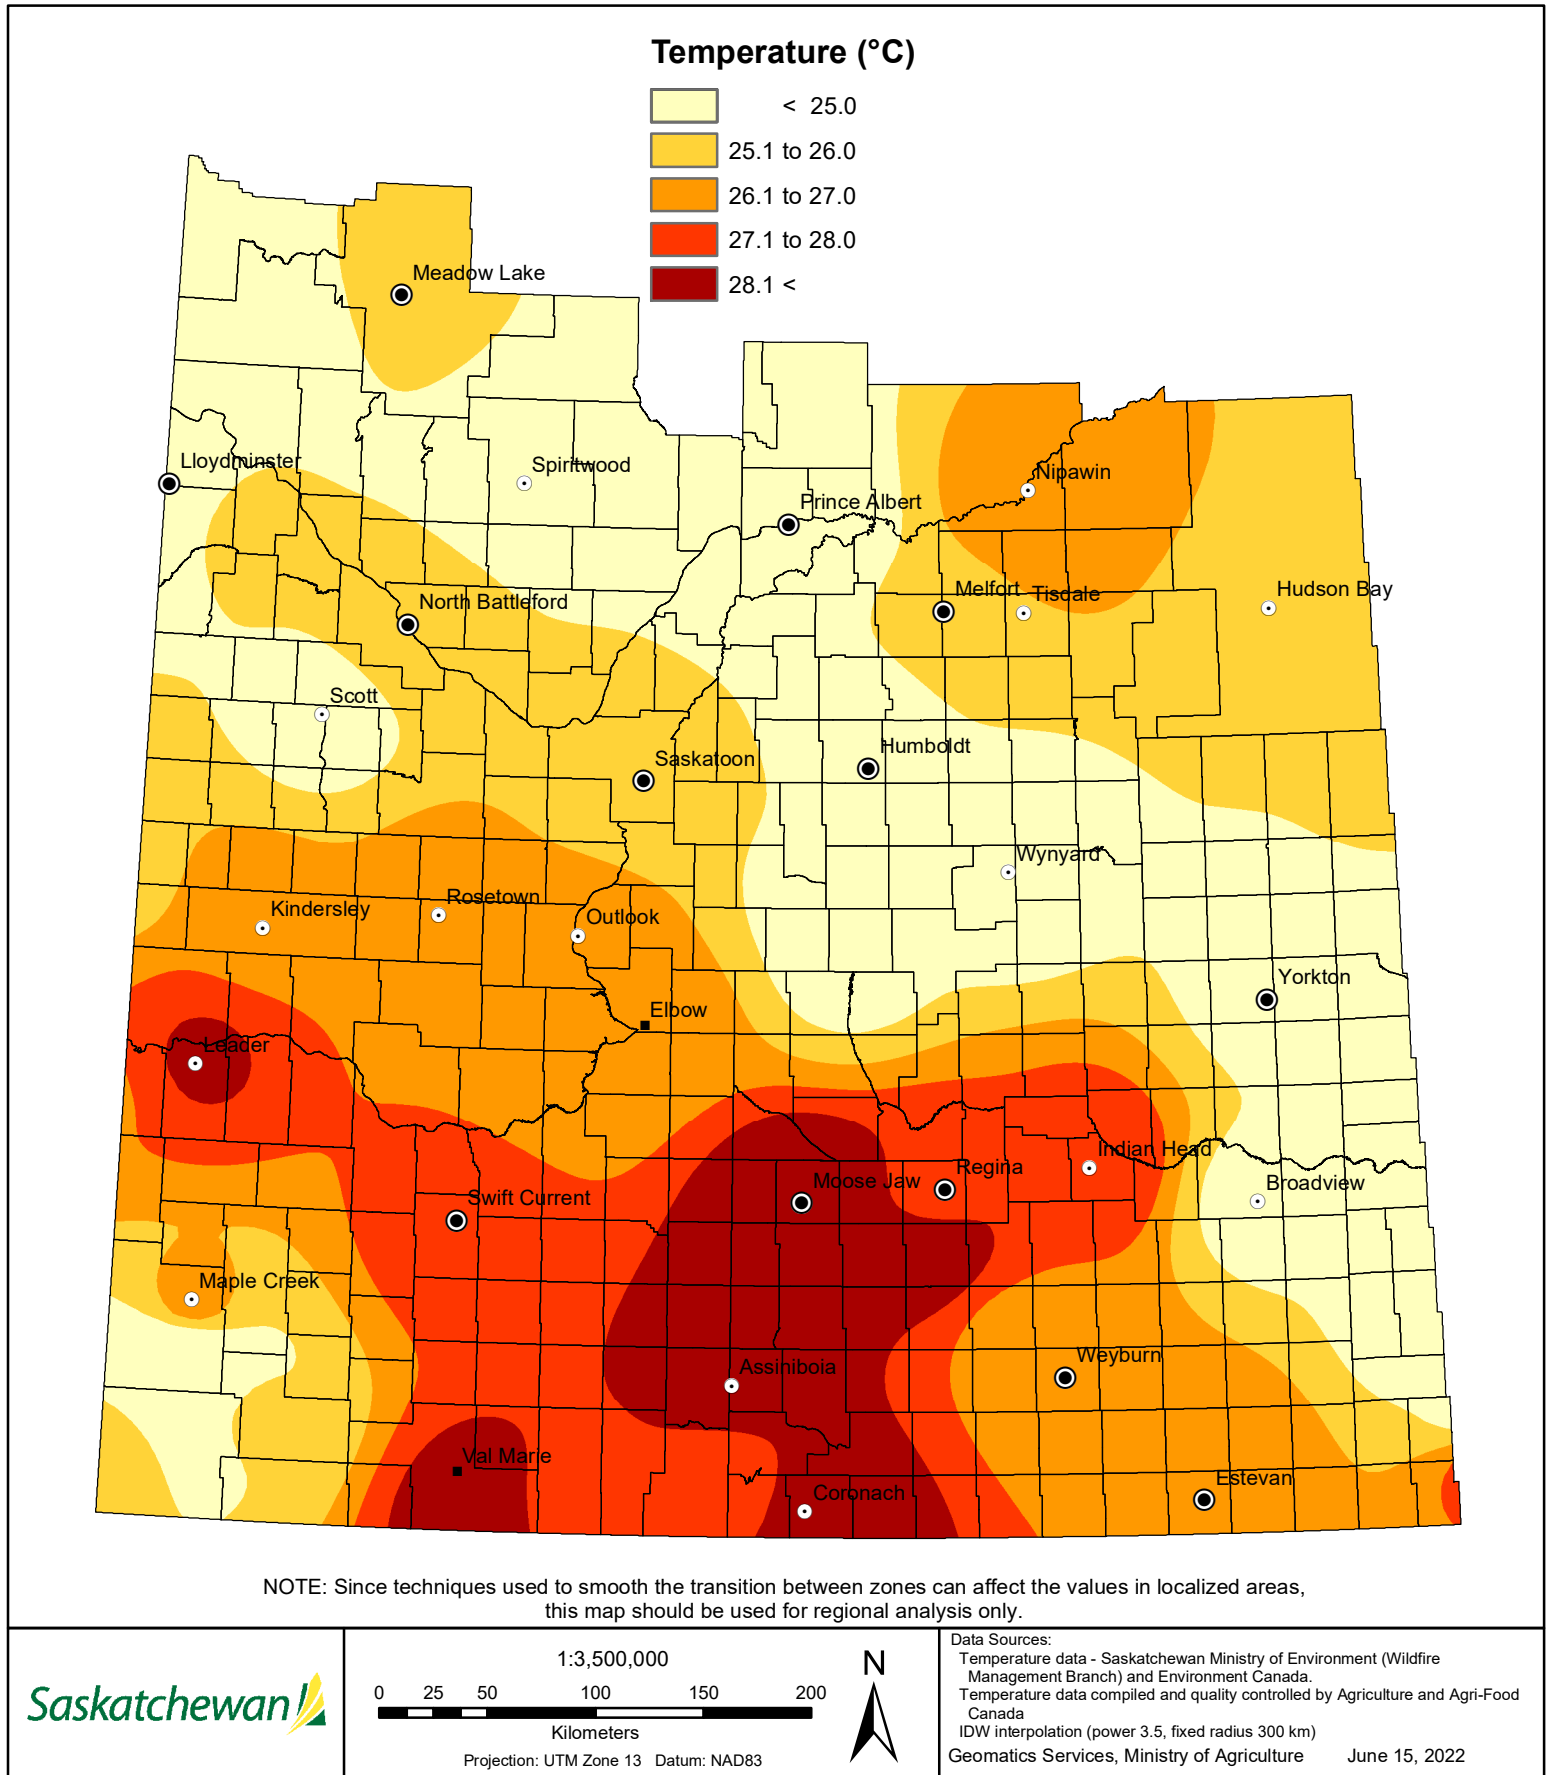 Temperature (°C)
< 25.0
25.1 to 26.0
26.1 to 27.0
27.1 to 28.0
28.1 <
Meadow Lake
Lloydminster
Spiritwood
Nipawin
Prince Albert
Hudson Bay
Melfort
Tisdale
North Battleford
Scott
Humboldt
Saskatoon
Wynyard
Rosetown
Kindersley
Outlook
Yorkton
Elbow
Leader
Indian Head
Regina
Moose Jaw
Broadview
Swift Current
Maple Creek
Weyburn
Assiniboia
Val Marie
Estevan
Coronach
NOTE: Since techniques used to smooth the transition between zones can affect the values in localized areas,
this map should be used for regional analysis only.
Saskatchewan
1:3,500,000
0 25 50 100 150 200
Kilometers
Projection: UTM Zone 13 Datum: NAD83
N
Data Sources:
Temperature data - Saskatchewan Ministry of Environment (Wildfire
Management Branch) and Environment Canada.
Temperature data compiled and quality controlled by Agriculture and Agri-Food
Canada
IDW interpolation (power 3.5, fixed radius 300 km)
Geomatics Services, Ministry of Agriculture June 15, 2022